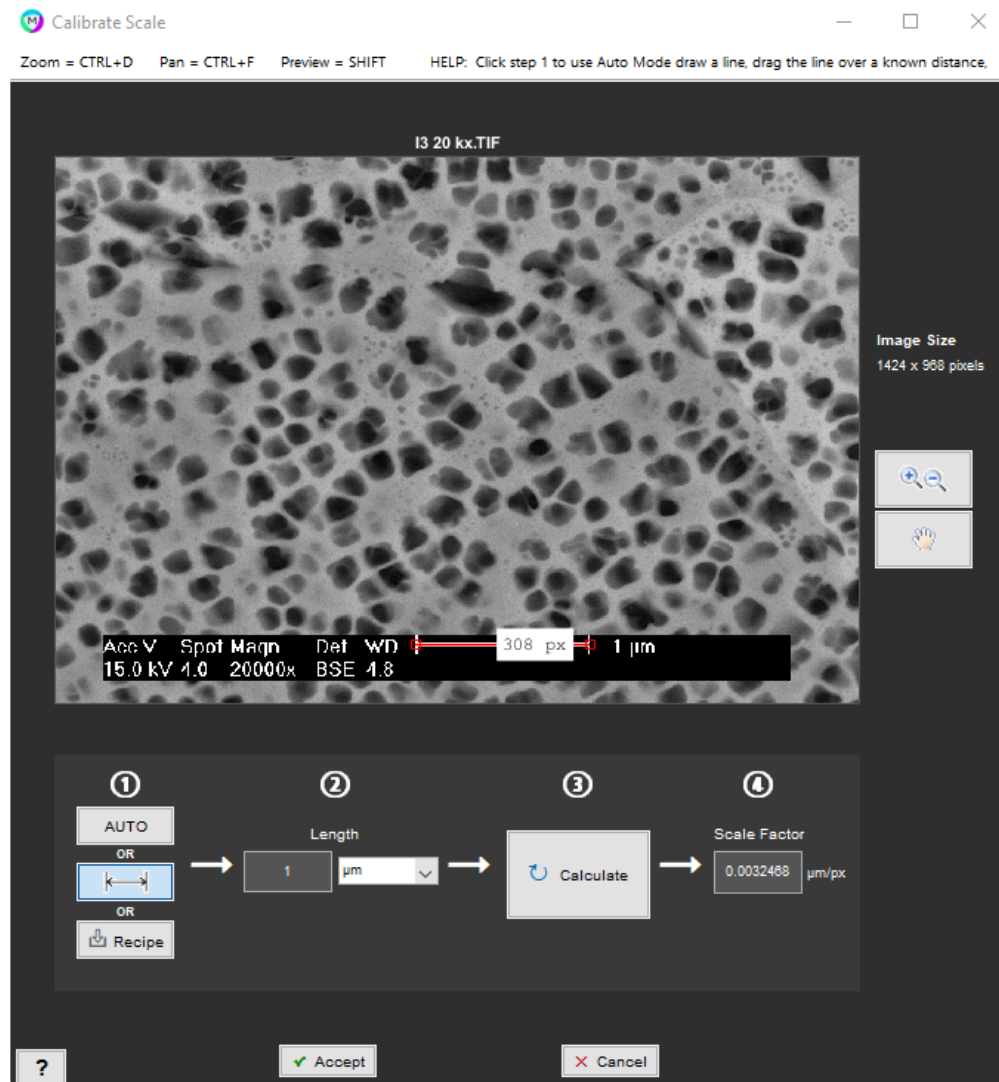 Calibrate Scale
Zoom = CTRL+D Pan = CTRL+F Preview = SHIFT HELP: Click step 1 to use Auto Mode draw a line, drag the line over a known distance,
I3 20 kx.TIF
Image Size
1424 x 968 pixels
Acc V Spot Magn Det WD 308 px 1 µm
15.0 kV 4.0 20000x BSE 4.8
1 2 3 4
AUTO
OR
OR
Recipe
Length
1 µm
Calculate
Scale Factor
0.0032468 µm/px
? Accept Cancel